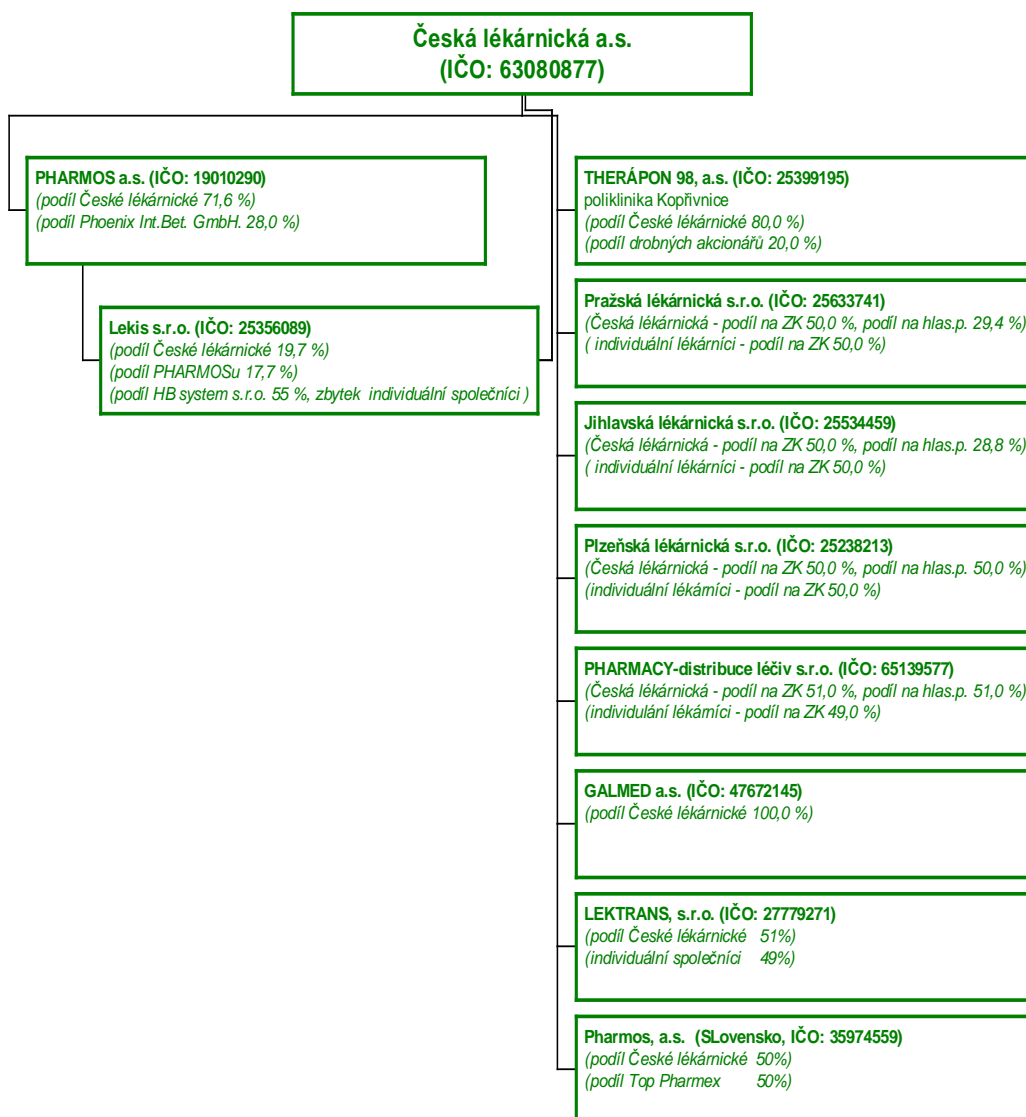 Česká lékárnická a.s.
(IČO: 63080877)
PHARMOS a.s. (IČO: 19010290)
(podíl České lékárnické 71,6 %)
(podíl Phoenix Int.Bet. GmbH. 28,0 %)
Lekis s.r.o. (IČO: 25356089)
(podíl České lékárnické 19,7 %)
(podíl PHARMOSu 17,7 %)
(podíl HB system s.r.o. 55 %, zbytek individuální společníci )
THERÁPON 98, a.s. (IČO: 25399195)
poliklinika Kopřivnice
(podíl České lékárnické 80,0 %)
(podíl drobných akcionářů 20,0 %)
Pražská lékárnická s.r.o. (IČO: 25633741)
(Česká lékárnická - podíl na ZK 50,0 %, podíl na hlas.p. 29,4 %)
( individuální lékárníci - podíl na ZK 50,0 %)
Jihlavská lékárnická s.r.o. (IČO: 25534459)
(Česká lékárnická - podíl na ZK 50,0 %, podíl na hlas.p. 28,8 %)
( individuální lékárníci - podíl na ZK 50,0 %)
Plzeňská lékárnická s.r.o. (IČO: 25238213)
(Česká lékárnická - podíl na ZK 50,0 %, podíl na hlas.p. 50,0 %)
(individuální lékárníci - podíl na ZK 50,0 %)
PHARMACY-distribuce léčiv s.r.o. (IČO: 65139577)
(Česká lékárnická - podíl na ZK 51,0 %, podíl na hlas.p. 51,0 %)
(individulání lékárníci - podíl na ZK 49,0 %)
GALMED a.s. (IČO: 47672145)
(podíl České lékárnické 100,0 %)
LEKTRANS, s.r.o. (IČO: 27779271)
(podíl České lékárnické 51%)
(individuální společníci 49%)
Pharmos, a.s. (SLovensko, IČO: 35974559)
(podíl České lékárnické 50%)
(podíl Top Pharmex 50%)